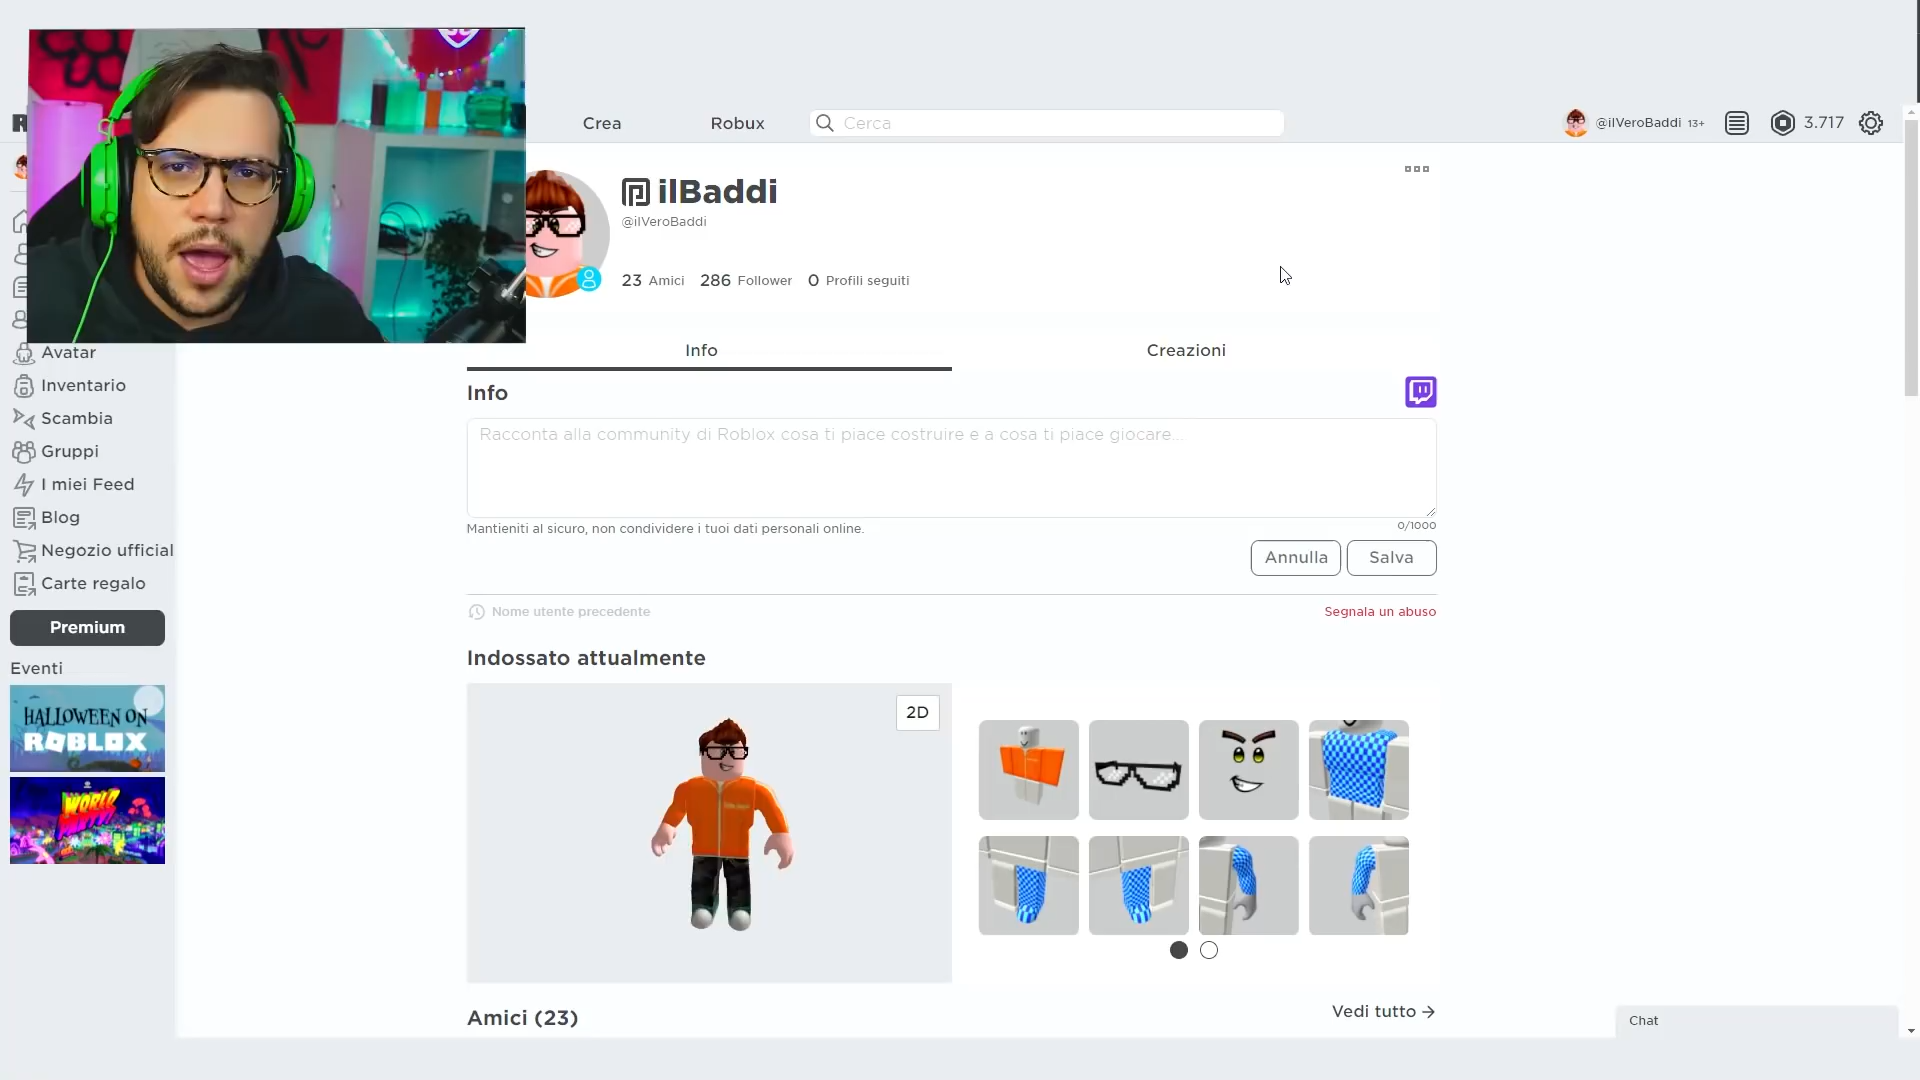 R
Crea
Robux
Cerca
@ilVeroBaddi 13+
3.717
ilBaddi
@ilVeroBaddi
23 Amici 286 Follower 0 Profili seguiti
Avatar
Inventario
Scambia
Gruppi
I miei Feed
Blog
Negozio ufficial
Carte regalo
Premium
Eventi
HALLOWEEN ON
ROBLOX
WORLD
Info
Creazioni
Info
Racconta alla community di Roblox cosa ti piace costruire e a cosa ti piace giocare...
Mantieniti al sicuro, non condividere i tuoi dati personali online.
0/1000
Annulla
Salva
Nome utente precedente
Segnala un abuso
Indossato attualmente
2D
Amici (23)
Vedi tutto
Chat